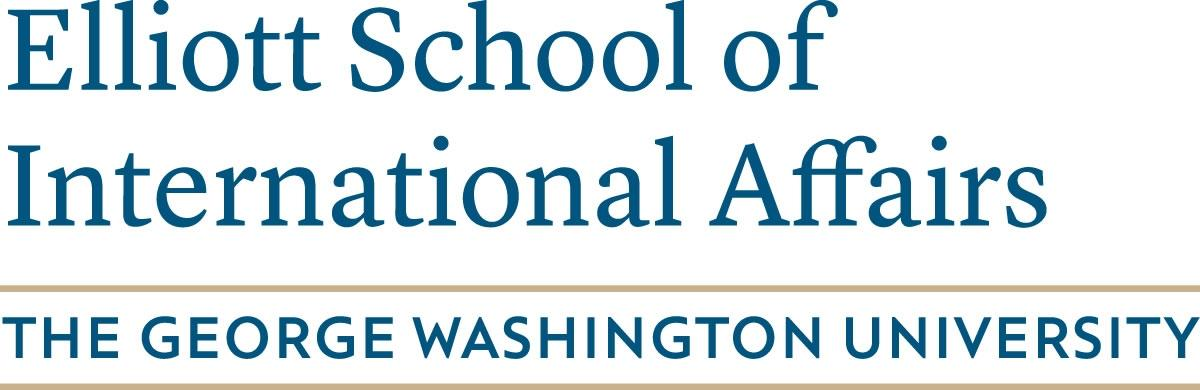 Elliott School of
International Affairs
THE GEORGE WASHINGTON UNIVERSITY